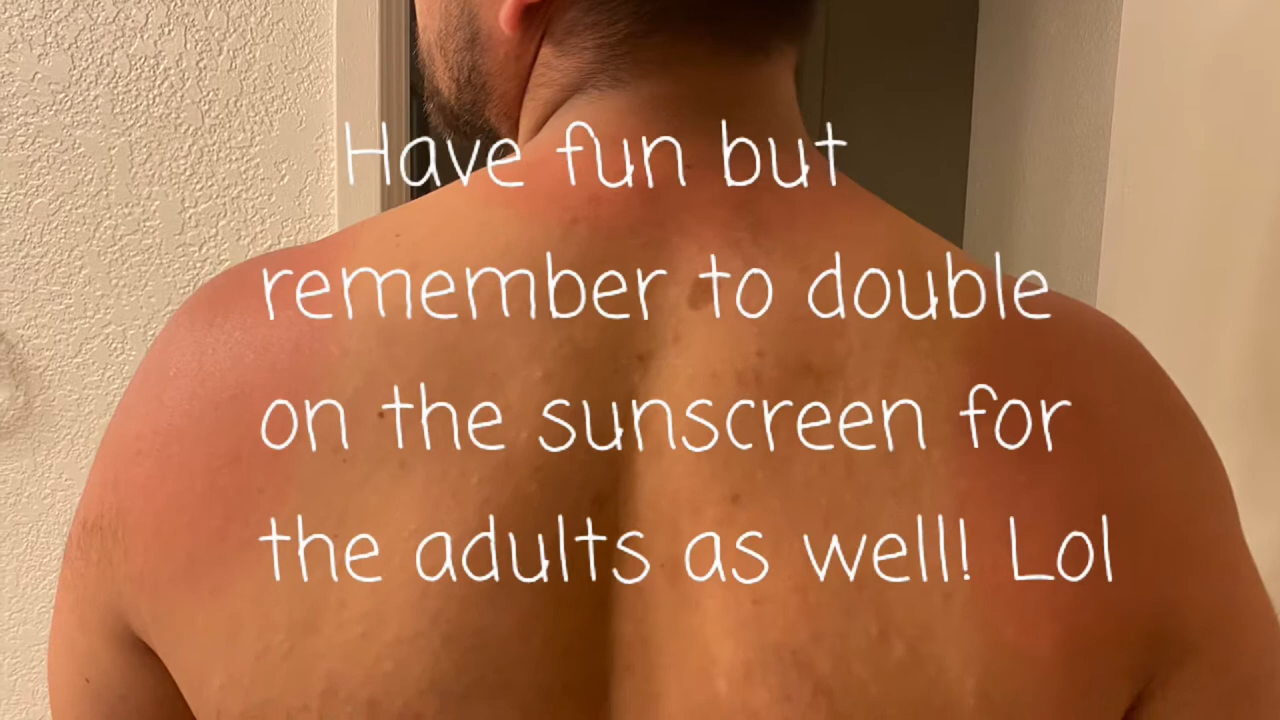 Have fun but
remember to double
on the sunscreen for
the adults as well! Lol